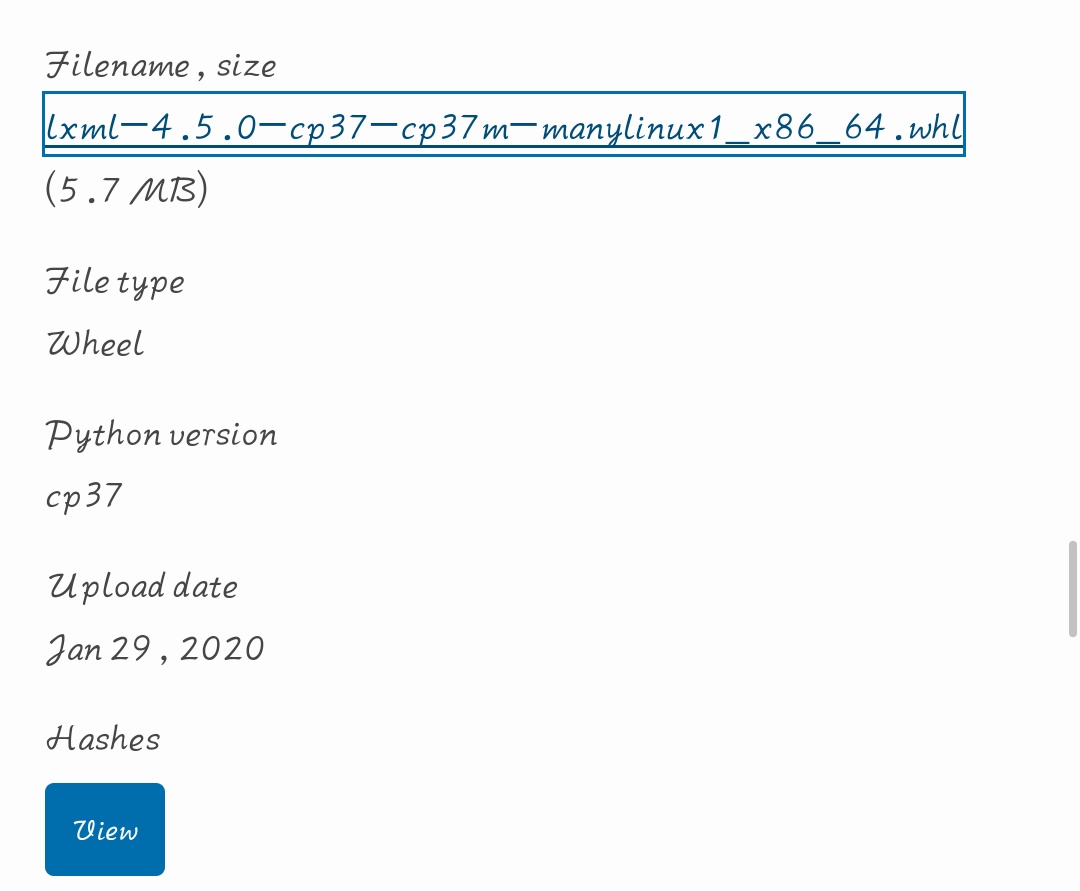 Filename, size
lxml-4.5.0-cp37-cp37m-manylinux1_x86_64.whl
(5.7 MB)
File type
Wheel
Python version
cp37
Upload date
Jan 29, 2020
Hashes
View